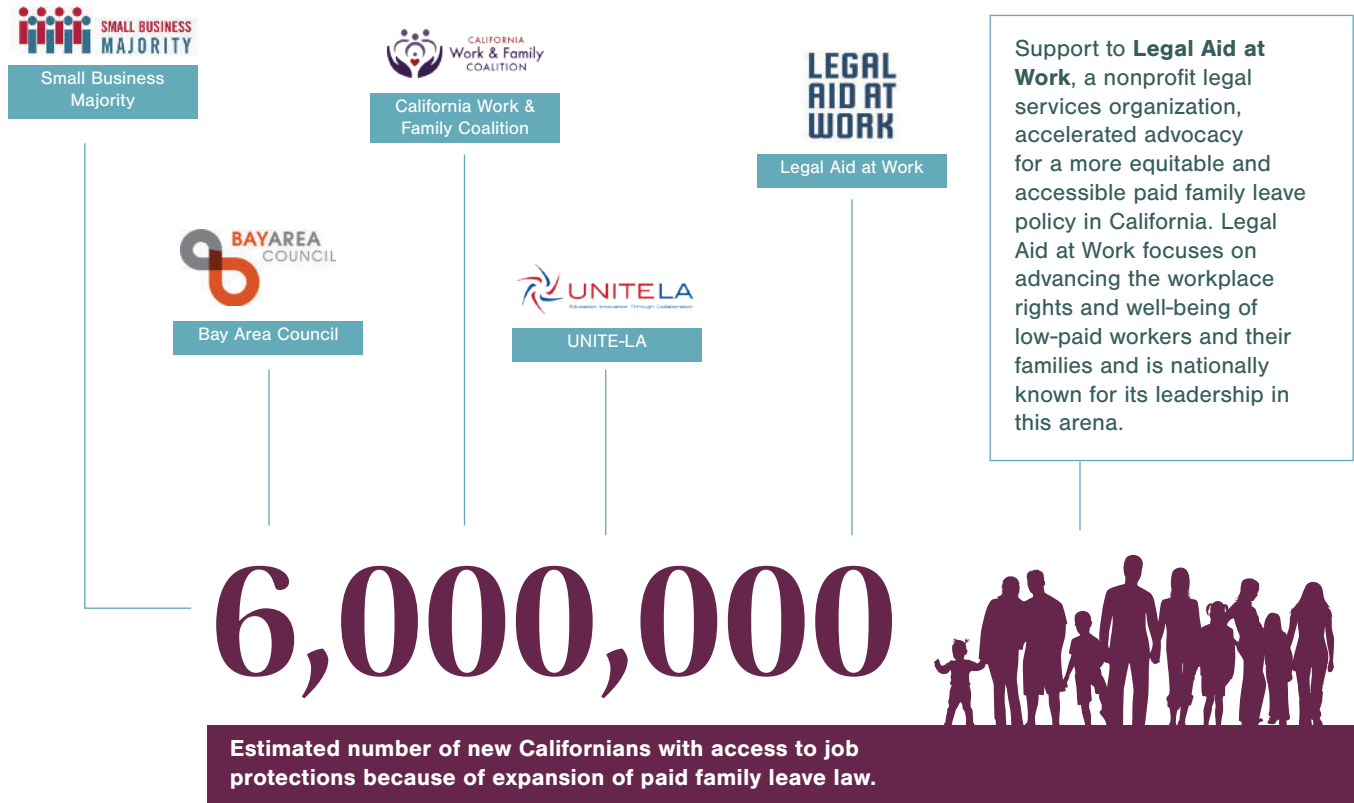 SMALL BUSINESS
MAJORITY
Small Business
Majority
CALIFORNIA
Work & Family
COALITION
California Work &
Family Coalition
LEGAL
AID AT
WORK
Legal Aid at Work
BAYAREA
COUNCIL
Bay Area Council
UNITELA
Education Innovation Through Collaboration
UNITE-LA
Support to Legal Aid at
Work, a nonprofit legal
services organization,
accelerated advocacy
for a more equitable and
accessible paid family leave
policy in California. Legal
Aid at Work focuses on
advancing the workplace
rights and well-being of
low-paid workers and their
families and is nationally
known for its leadership in
this arena.
6,000,000
Estimated number of new Californians with access to job
protections because of expansion of paid family leave law.